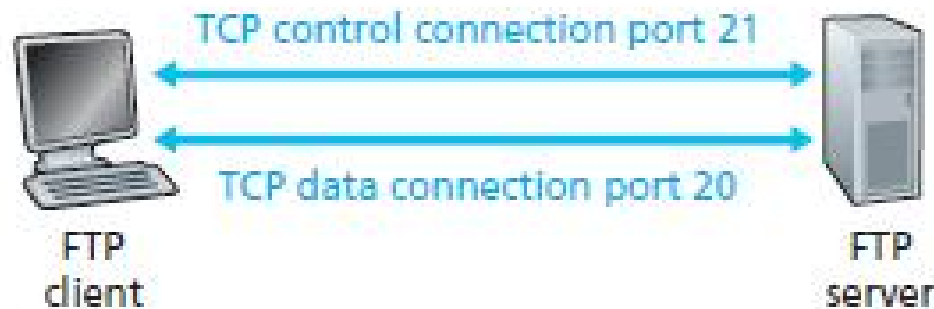 TCP control connection port 21
TCP data connection port 20
FTP
client
FTP
server